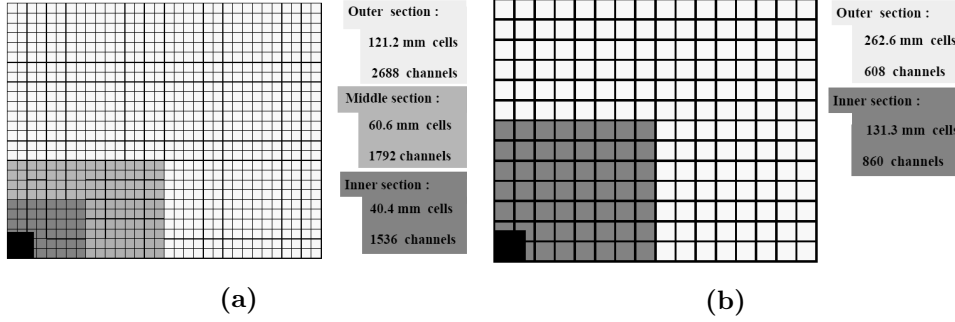 Outer section :
121.2 mm cells
2688 channels
Middle section :
60.6 mm cells
1792 channels
Inner section :
40.4 mm cells
1536 channels
(a)
Outer section :
262.6 mm cells
608 channels
Inner section :
131.3 mm cells
860 channels
(b)